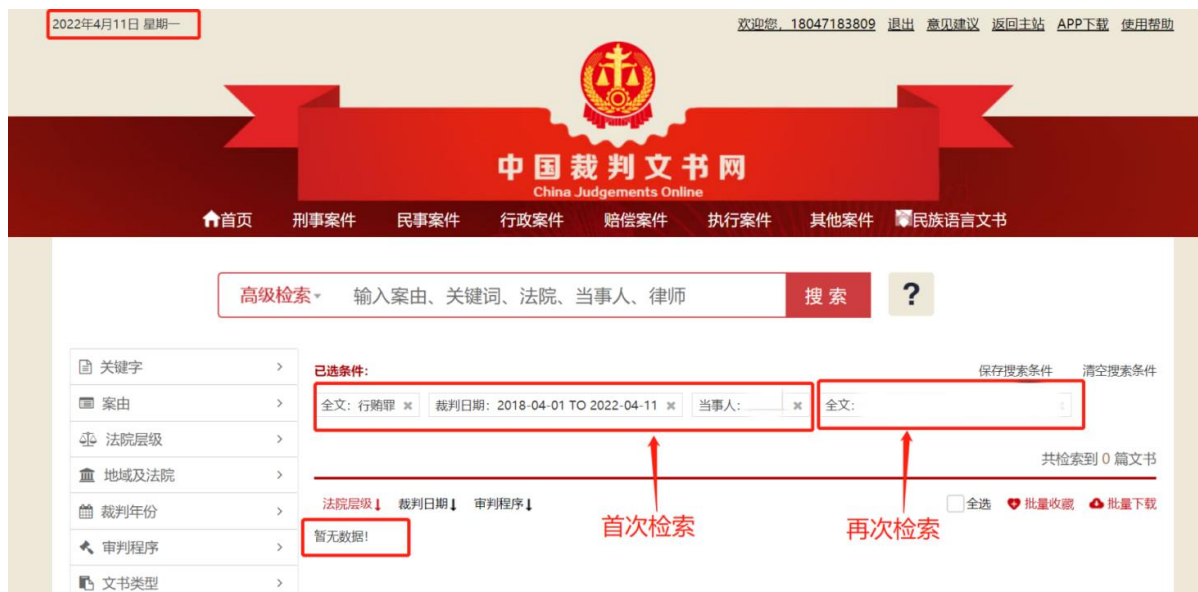 2022年4月11日 星期一
欢迎您，18047183809 退出 意见建议 返回主站 APP下载 使用帮助
中国裁判文书网
China Judgements Online
首页 刑事案件 民事案件 行政案件 赔偿案件 执行案件 其他案件 民族语言文书
高级检索 输入案由、关键词、法院、当事人、律师 搜索 ?
关键字
案由
法院层级
地域及法院
裁判年份
审判程序
文书类型
已选条件:
保存搜索条件 清空搜索条件
全文: 行贿罪 × 裁判日期: 2018-04-01 TO 2022-04-11 × 当事人: × 全文:
共检索到 0 篇文书
法院层级↓ 裁判日期↓ 审判程序↓
全选 批量收藏 批量下载
暂无数据!
首次检索
再次检索